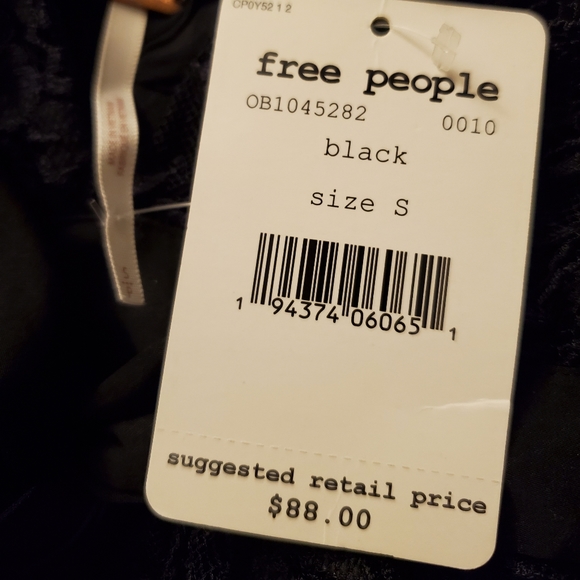 CP0Y52 1 2
free people
OB1045282 0010
black
size S
1 94374 06065 1
suggested retail price
$88.00